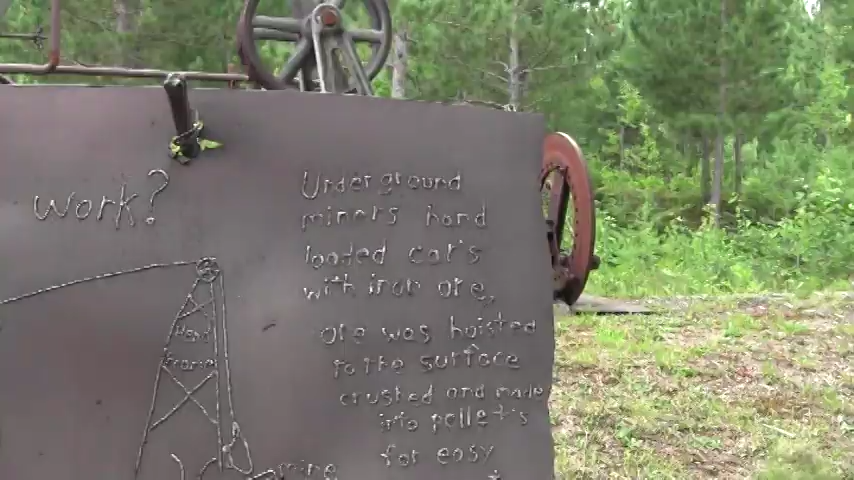 Work?
Underground
miners hand
loaded cars
with iron ore,
ore was hoisted
to the surface
crushed and made
into pellets
for easy
Head
Frame
mine